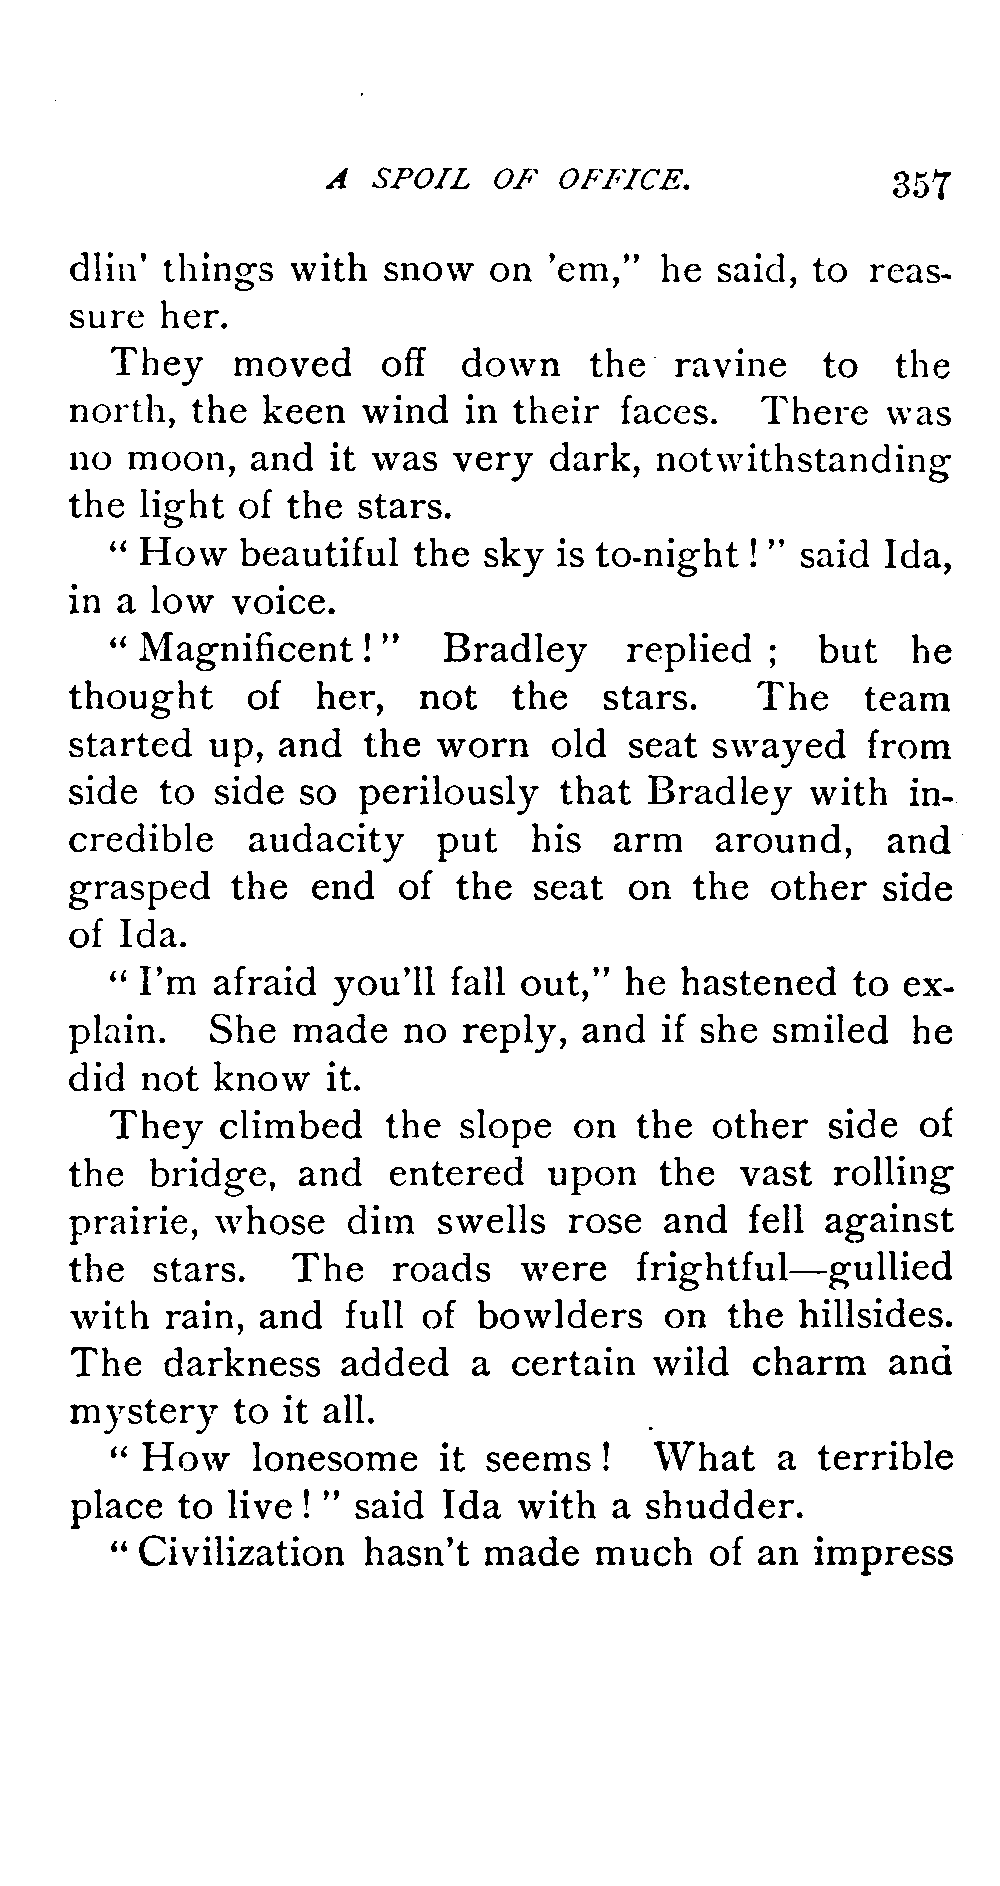 A SPOIL OF OFFICE. 357
dlin' things with snow on 'em," he said, to reas-
sure her.
They moved off down the ravine to the
north, the keen wind in their faces. There was
no moon, and it was very dark, notwithstanding
the light of the stars.
" How beautiful the sky is to-night ! " said Ida,
in a low voice.
" Magnificent ! " Bradley replied ; but he
thought of her, not the stars. The team
started up, and the worn old seat swayed from
side to side so perilously that Bradley with in-
credible audacity put his arm around, and
grasped the end of the seat on the other side
of Ida.
" I'm afraid you'll fall out," he hastened to ex-
plain. She made no reply, and if she smiled he
did not know it.
They climbed the slope on the other side of
the bridge, and entered upon the vast rolling
prairie, whose dim swells rose and fell against
the stars. The roads were frightful—gullied
with rain, and full of bowlders on the hillsides.
The darkness added a certain wild charm and
mystery to it all.
" How lonesome it seems ! What a terrible
place to live ! " said Ida with a shudder.
" Civilization hasn't made much of an impress